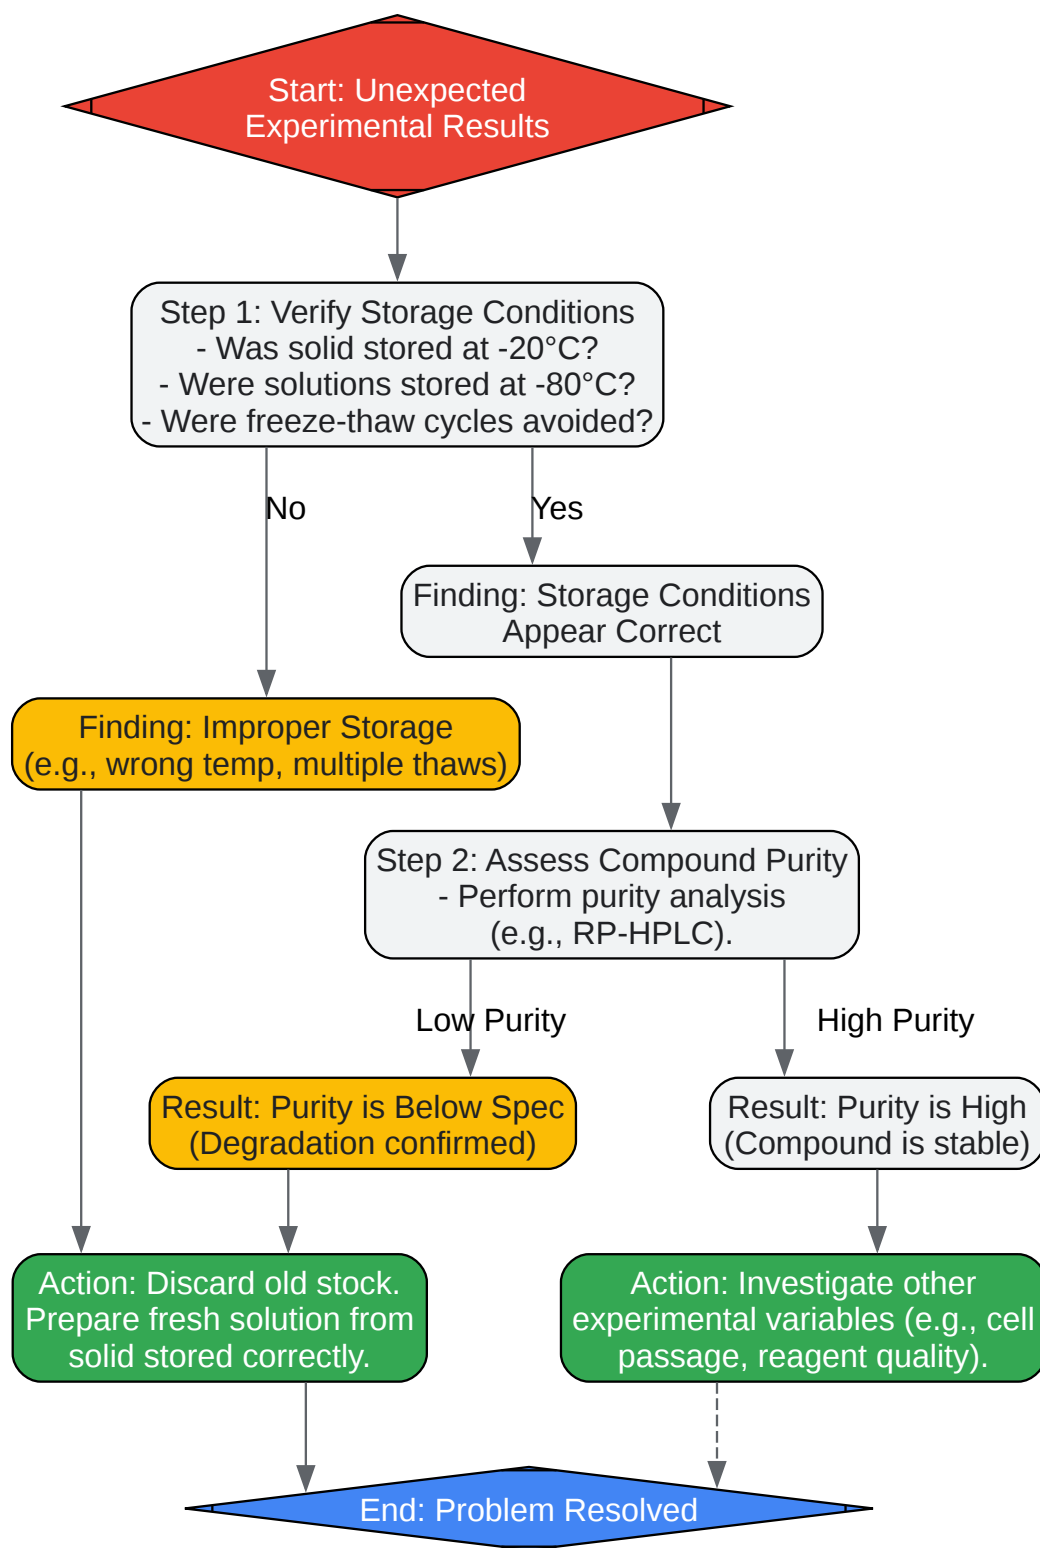 Start: Unexpected
Experimental Results
Step 1: Verify Storage Conditions
- Was solid stored at -20°C?
- Were solutions stored at -80°C?
- Were freeze-thaw cycles avoided?
No
Yes
Finding: Storage Conditions
Appear Correct
Finding: Improper Storage
(e.g., wrong temp, multiple thaws)
Step 2: Assess Compound Purity
- Perform purity analysis
(e.g., RP-HPLC).
Low Purity
High Purity
Result: Purity is Below Spec
(Degradation confirmed)
Result: Purity is High
(Compound is stable)
Action: Discard old stock.
Prepare fresh solution from
solid stored correctly.
Action: Investigate other
experimental variables (e.g., cell
passage, reagent quality).
End: Problem Resolved